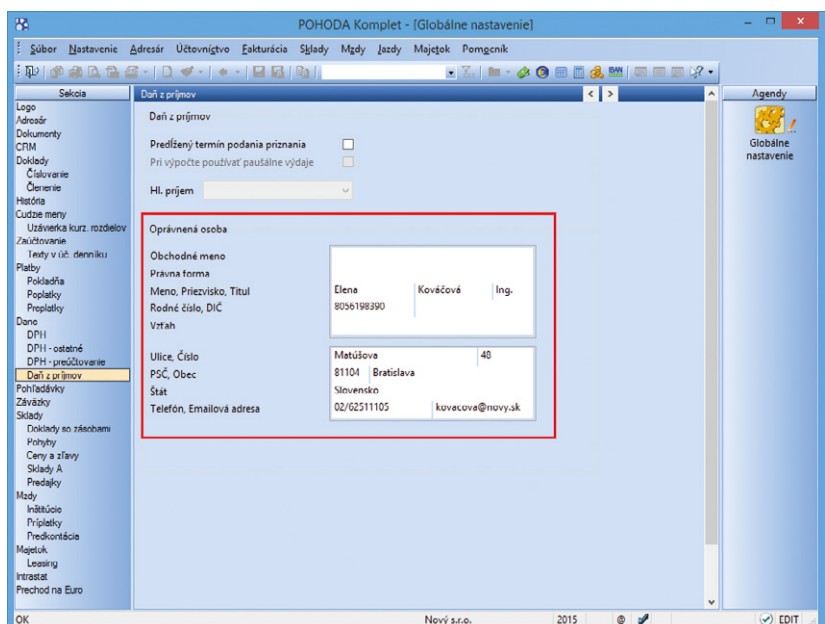 POHODA Komplet - [Globálne nastavenie]
Súbor Nastavenie Adresár Účtovníctvo Fakturácia Sklady Mzdy Jazdy Majetok Pomocník
Sekcia
Daň z príjmov
Agendy
Logo
Adresár
Dokumenty
CRM
Doklady
Číslovanie
Členenie
História
Cudzie meny
Uzávierka kurz. rozdielov
Zaúčtovanie
Texty v úč. denníku
Platby
Pokladňa
Poplatky
Preplatky
Dane
DPH
DPH - ostatné
DPH - preúčtovanie
Daň z príjmov
Pohľadávky
Záväzky
Sklady
Doklady so zásobami
Pohyby
Ceny a zľavy
Sklady A
Predajky
Mzdy
Inštitúcie
Príplatky
Predkontácia
Majetok
Leasing
Intrastat
Prechod na Euro
Daň z príjmov
Predĺžený termín podania priznania
Pri výpočte používať paušálne výdaje
Hl. príjem
Oprávnená osoba
Obchodné meno
Právna forma
Meno, Priezvisko, Titul Elena Kováčová Ing.
Rodné číslo, DIČ 8056198390
Vzťah
Ulice, Číslo Matúšova 48
PSČ, Obec 81104 Bratislava
Štát Slovensko
Telefón, Emailová adresa 02/62511105 kovacova@novy.sk
Globálne
nastavenie
OK Nový s.r.o. 2015 @ EDIT